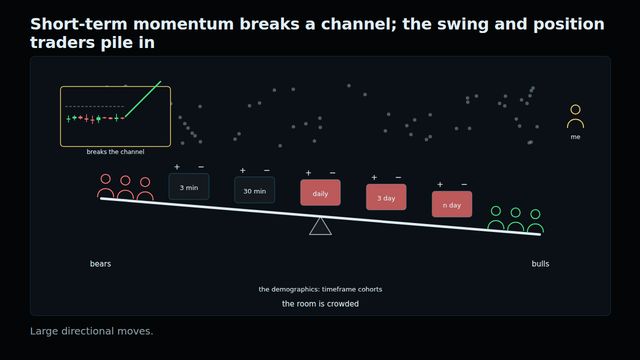 Short-term momentum breaks a channel; the swing and position
traders pile in
breaks the channel
me
+ − + − + − + − + −
3 min
30 min
daily
3 day
n day
bears
bulls
the demographics: timeframe cohorts
the room is crowded
Large directional moves.